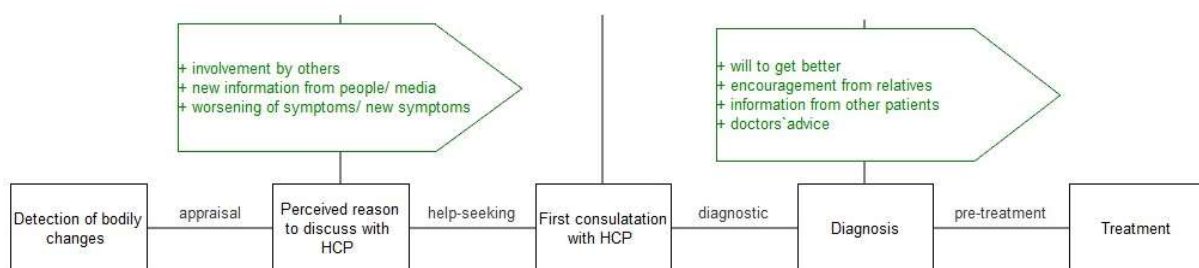 + involvement by others
+ new information from people/ media
+ worsening of symptoms/ new symptoms
+ will to get better
+ encouragement from relatives
+ information from other patients
+ doctors`advice
Detection of bodily
changes
appraisal
Perceived reason
to discuss with
HCP
help-seeking
First consulatation
with HCP
diagnostic
Diagnosis
pre-treatment
Treatment